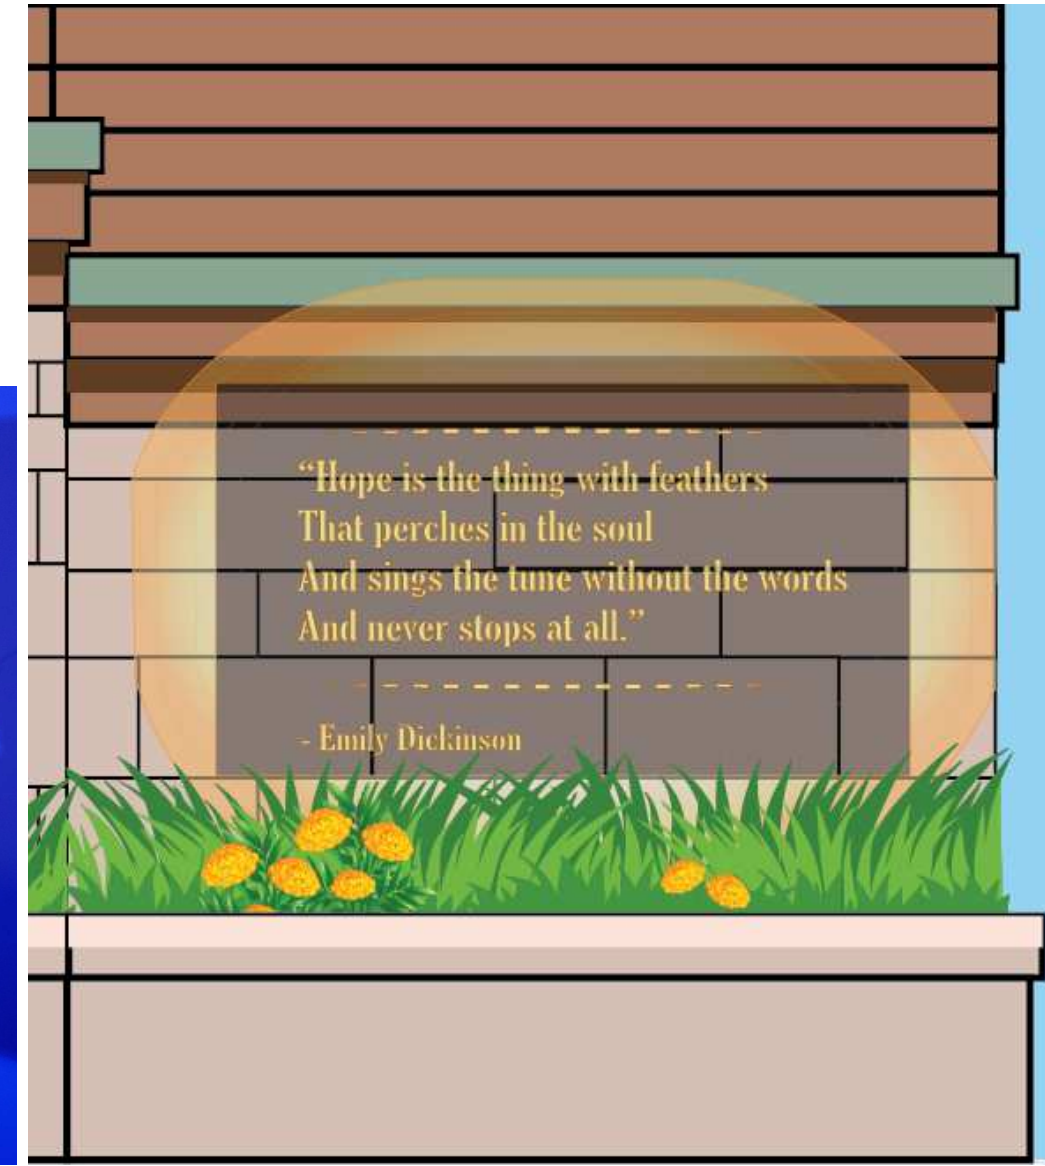 “Hope is the thing with feathers
That perches in the soul
And sings the tune without the words
And never stops at all.”
- Emily Dickinson